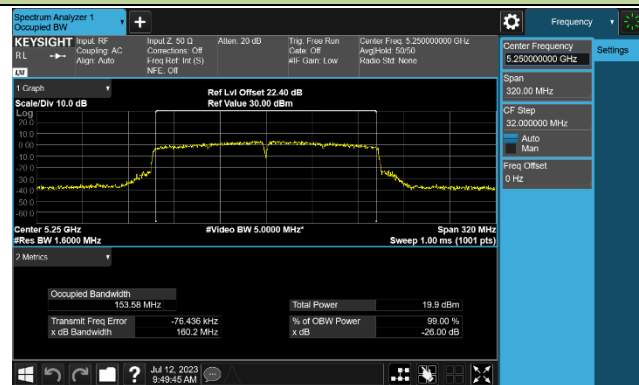 Spectrum Analyzer 1
Occupied BW
Frequency
KEYSIGHT
RL
Input: RF
Coupling: AC
Align: Auto
Input Z: 50 Ω
Corrections: Off
Freq Ref: Int (S)
NFE: Off
Atten: 20 dB
Trig: Free Run
Gate: Off
#IF Gain: Low
Center Freq: 5.250000000 GHz
Avg|Hold: 50/50
Radio Std: None
LXI
1 Graph
Scale/Div 10.0 dB
Ref Lvl Offset 22.40 dB
Ref Value 30.00 dBm
Log
20.0
10.0
0.00
-10.0
-20.0
-30.0
-40.0
-50.0
-60.0
Center 5.25 GHz
#Res BW 1.6000 MHz
#Video BW 5.0000 MHz*
Span 320 MHz
Sweep 1.00 ms (1001 pts)
2 Metrics
Occupied Bandwidth
153.58 MHz
Total Power
19.9 dBm
Transmit Freq Error
-76.436 kHz
% of OBW Power
99.00 %
x dB Bandwidth
160.2 MHz
x dB
-26.00 dB
Jul 12, 2023
9:49:45 AM
Center Frequency
5.250000000 GHz
Settings
Span
320.00 MHz
CF Step
32.000000 MHz
Auto
Man
Freq Offset
0 Hz